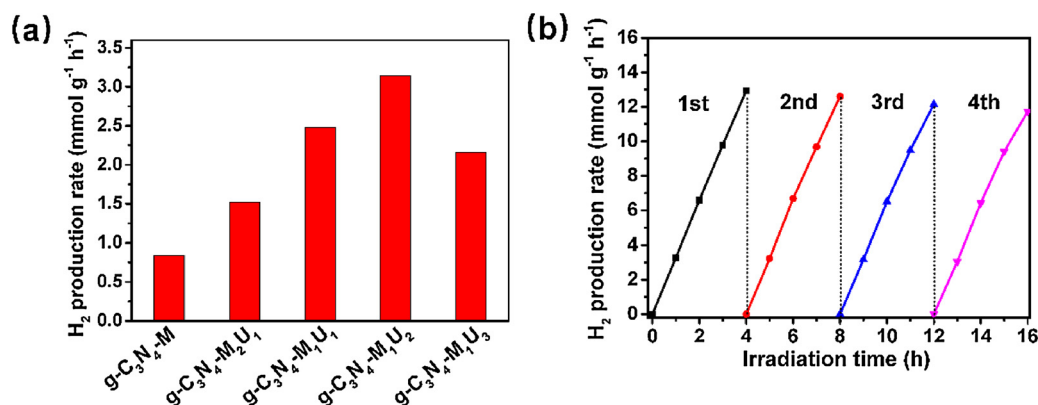 (a)
H₂ production rate (mmol g⁻¹ h⁻¹)
3.5
3.0
2.5
2.0
1.5
1.0
0.5
0.0
g-C₃N₄-M
g-C₃N₄-M₂U₁
g-C₃N₄-M₁U₁
g-C₃N₄-M₁U₂
g-C₃N₄-M₁U₃
(b)
H₂ production rate (mmol g⁻¹ h⁻¹)
16
14
12
10
8
6
4
2
0
1st 2nd 3rd 4th
0 2 4 6 8 10 12 14 16
Irradiation time (h)